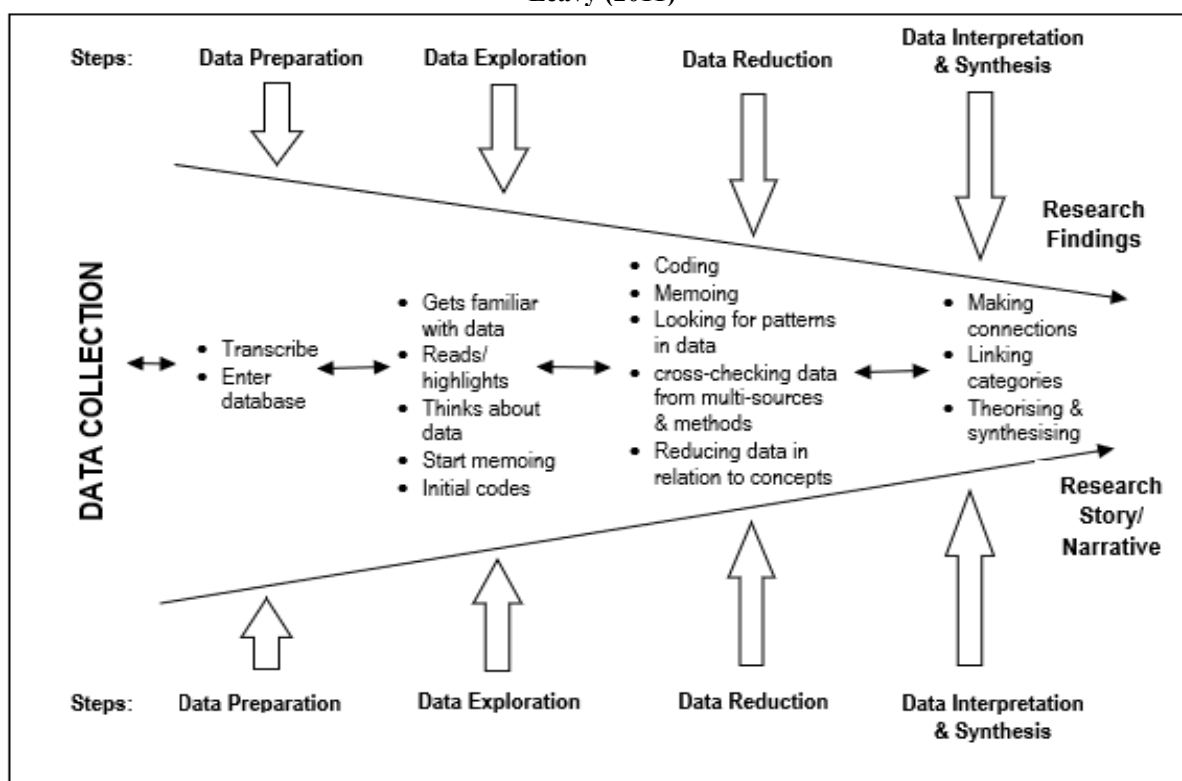 Leavy (2011)
Steps:
Data Preparation
Data Exploration
Data Reduction
Data Interpretation
& Synthesis
Research
Findings
DATA COLLECTION
• Transcribe
• Enter
database
• Gets familiar
with data
• Reads/
highlights
• Thinks about
data
• Start memoing
• Initial codes
• Coding
• Memoing
• Looking for patterns
in data
• cross-checking data
from multi-sources
& methods
• Reducing data in
relation to concepts
• Making
connections
• Linking
categories
• Theorising &
synthesising
Research
Story/
Narrative
Steps:
Data Preparation
Data Exploration
Data Reduction
Data Interpretation
& Synthesis